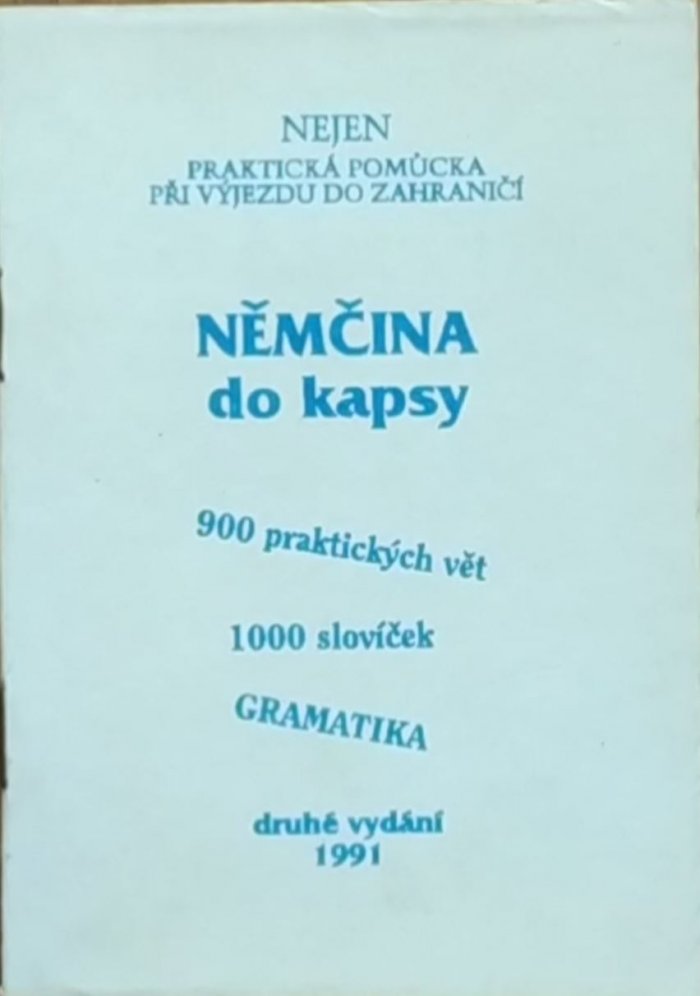 NEJEN
PRAKTICKÁ POMŮCKA
PŘI VÝJEZDU DO ZAHRANIČÍ
NĚMČINA
do kapsy
900 praktických vět
1000 slovíček
GRAMATIKA
druhé vydání
1991